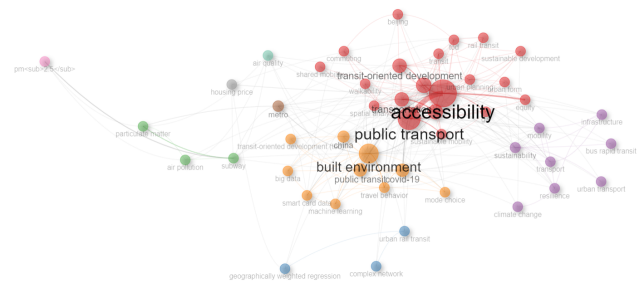 beijing
rail transit
commuting
transit
sustainable development
air quality
pm<sub>2.5</sub>
shared mobility
transit-oriented development
housing price
walkability
urban form
equity
metro
accessibility
infrastructure
particulate matter
public transport
mobility
transit-oriented development
china
sustainable mobility
sustainability
bus rapid transit
air pollution
subway
built environment
transport
big data
public transit
covid-19
resilience
urban transport
smart card data
travel behavior
mode choice
machine learning
climate change
urban rail transit
geographically weighted regression
complex network